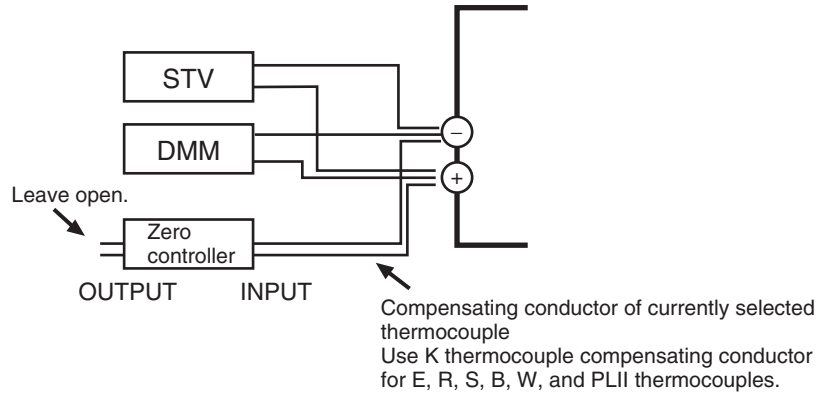 STV
−
DMM
+
Leave open.
Zero
controller
OUTPUT INPUT
Compensating conductor of currently selected
thermocouple
Use K thermocouple compensating conductor
for E, R, S, B, W, and PLII thermocouples.